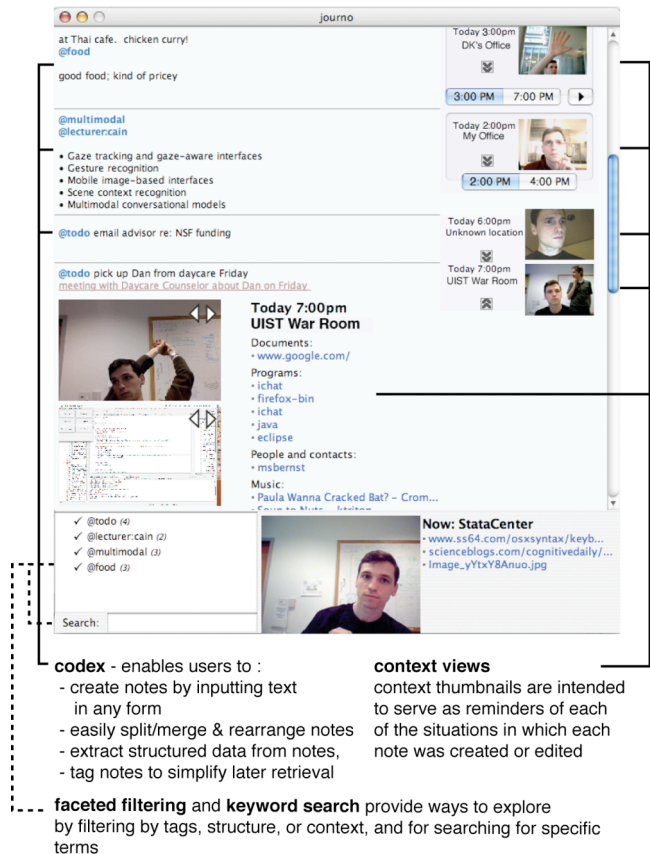 journo
at Thai cafe.  chicken curry!
@food
good food; kind of pricey
@multimodal
@lecturer:cain
• Gaze tracking and gaze-aware interfaces
• Gesture recognition
• Mobile image-based interfaces
• Scene context recognition
• Multimodal conversational models
@todo email advisor re: NSF funding
@todo pick up Dan from daycare Friday
meeting with Daycare Counselor about Dan on Friday
Today 3:00pm
DK's Office
3:00 PM 7:00 PM
Today 2:00pm
My Office
2:00 PM 4:00 PM
Today 6:00pm
Unknown location
Today 7:00pm
UIST War Room
Today 7:00pm
UIST War Room
Documents:
• www.google.com/
Programs:
• ichat
• firefox-bin
• ichat
• java
• eclipse
People and contacts:
• msbernst
Music:
• Paula Wanna Cracked Bat? - Crom...
✓ @todo (4)
✓ @lecturer:cain (2)
✓ @multimodal (3)
✓ @food (3)
Search:
Now: StataCenter
• www.ss64.com/osxsyntax/keyb...
• scienceblogs.com/cognitivedaily/...
• Image_yYtxY8Anuo.jpg
codex - enables users to :
- create notes by inputting text
in any form
- easily split/merge & rearrange notes
- extract structured data from notes,
- tag notes to simplify later retrieval
context views
context thumbnails are intended
to serve as reminders of each
of the situations in which each
note was created or edited
faceted filtering and keyword search provide ways to explore
by filtering by tags, structure, or context, and for searching for specific
terms